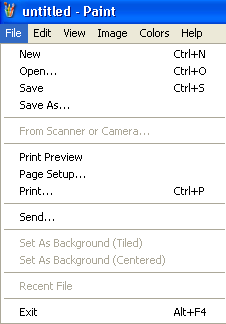 untitled - Paint
File Edit View Image Colors Help
New Ctrl+N
Open... Ctrl+O
Save Ctrl+S
Save As...
From Scanner or Camera...
Print Preview
Page Setup...
Print... Ctrl+P
Send...
Set As Background (Tiled)
Set As Background (Centered)
Recent File
Exit Alt+F4